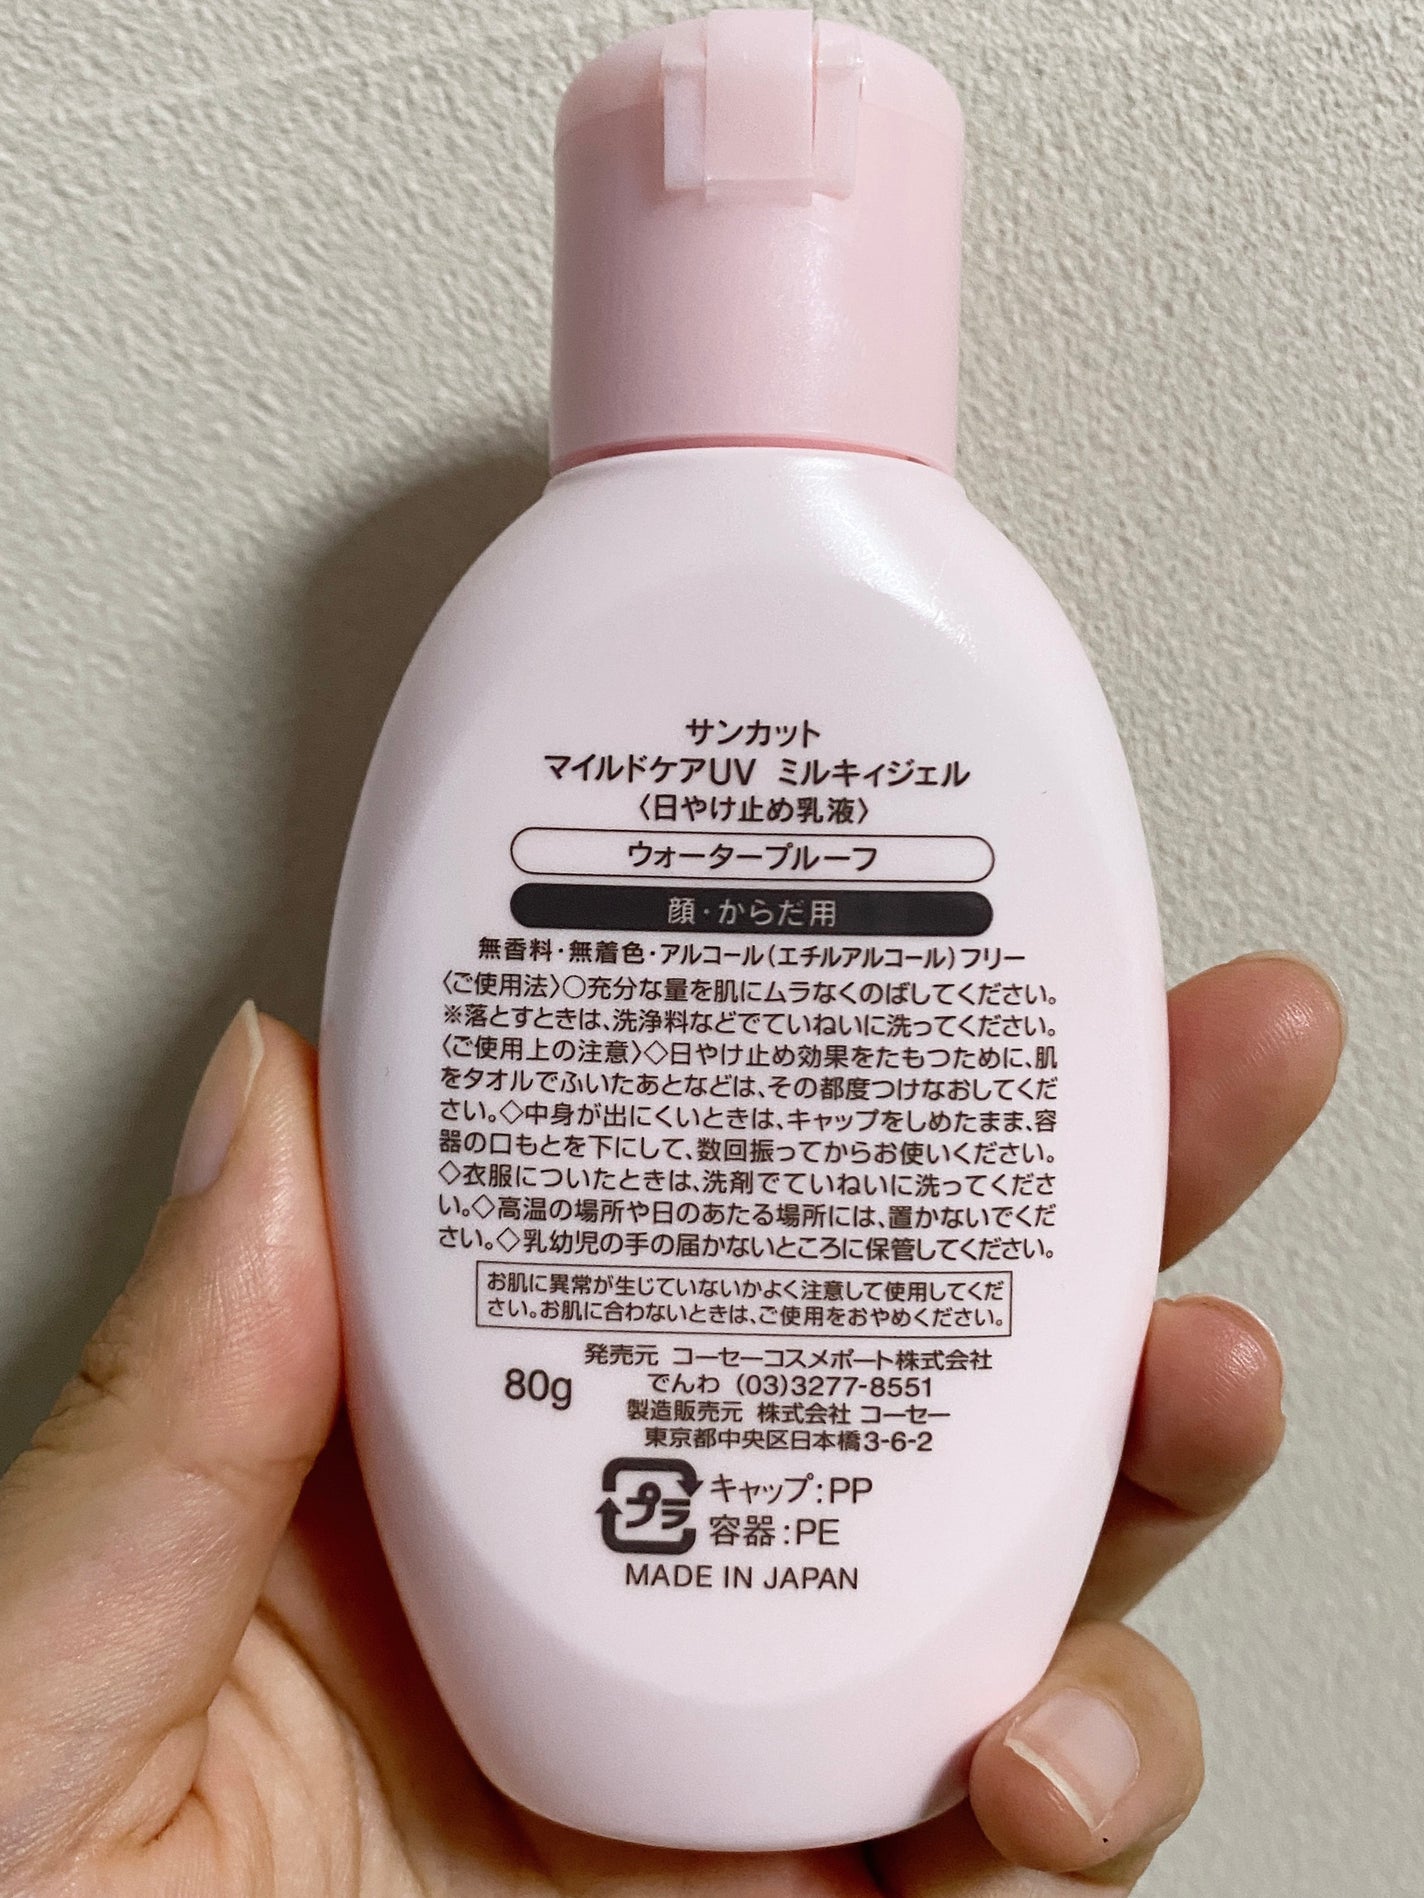 サンカット
マイルドケアUV ミルキィジェル
〈日やけ止め乳液〉
ウォータープルーフ
顔・からだ用
無香料・無着色・アルコール(エチルアルコール)フリー
〈ご使用法〉○充分な量を肌にムラなくのばしてください。
※落とすときは、洗浄料などでていねいに洗ってください。
〈ご使用上の注意〉◇日やけ止め効果をたもつために、肌
をタオルでふいたあとなどは、その都度つけなおしてくだ
さい。◇中身が出にくいときは、キャップをしめたまま、容
器の口もとを下にして、数回振ってからお使いください。
◇衣服についたときは、洗剤でていねいに洗ってくださ
い。◇高温の場所や日のあたる場所には、置かないでくだ
さい。◇乳幼児の手の届かないところに保管してください。
お肌に異常が生じていないかよく注意して使用してくだ
さい。お肌に合わないときは、ご使用をおやめください。
80g
発売元 コーセーコスメポート株式会社
でんわ (03)3277-8551
製造販売元 株式会社 コーセー
東京都中央区日本橋3-6-2
プラ
キャップ:PP
容器:PE
MADE IN JAPAN